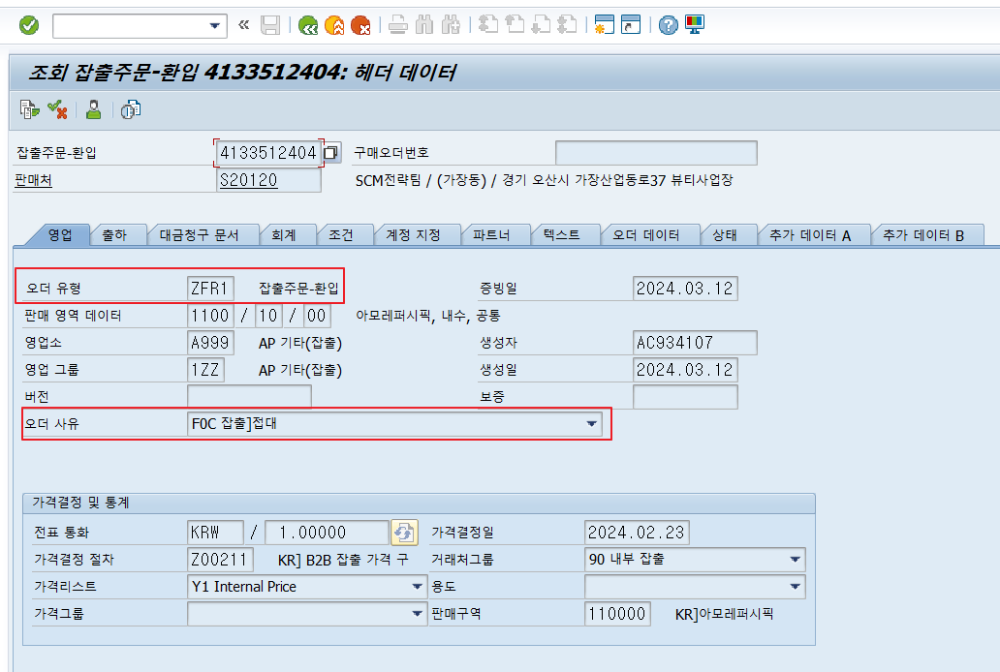 조회 잡출주문-환입 4133512404: 헤더 데이터
잡출주문-환입 4133512404 구매오더번호
판매처 S20120 SCM전략팀 / (가장동) / 경기 오산시 가장산업동로37 뷰티사업장
영업 출하 대금청구 문서 회계 조건 계정 지정 파트너 텍스트 오더 데이터 상태 추가 데이터 A 추가 데이터 B
오더 유형 ZFR1 잡출주문-환입 증빙일 2024.03.12
판매 영역 데이터 1100 / 10 / 00 아모레퍼시픽, 내수, 공통
영업소 A999 AP 기타(잡출) 생성자 AC934107
영업 그룹 1ZZ AP 기타(잡출) 생성일 2024.03.12
버전 보증
오더 사유 F0C 잡출]접대
가격결정 및 통계
전표 통화 KRW / 1.00000 가격결정일 2024.02.23
가격결정 절차 Z00211 KR] B2B 잡출 가격 구 거래처그룹 90 내부 잡출
가격리스트 Y1 Internal Price 용도
가격그룹 판매구역 110000 KR]아모레퍼시픽